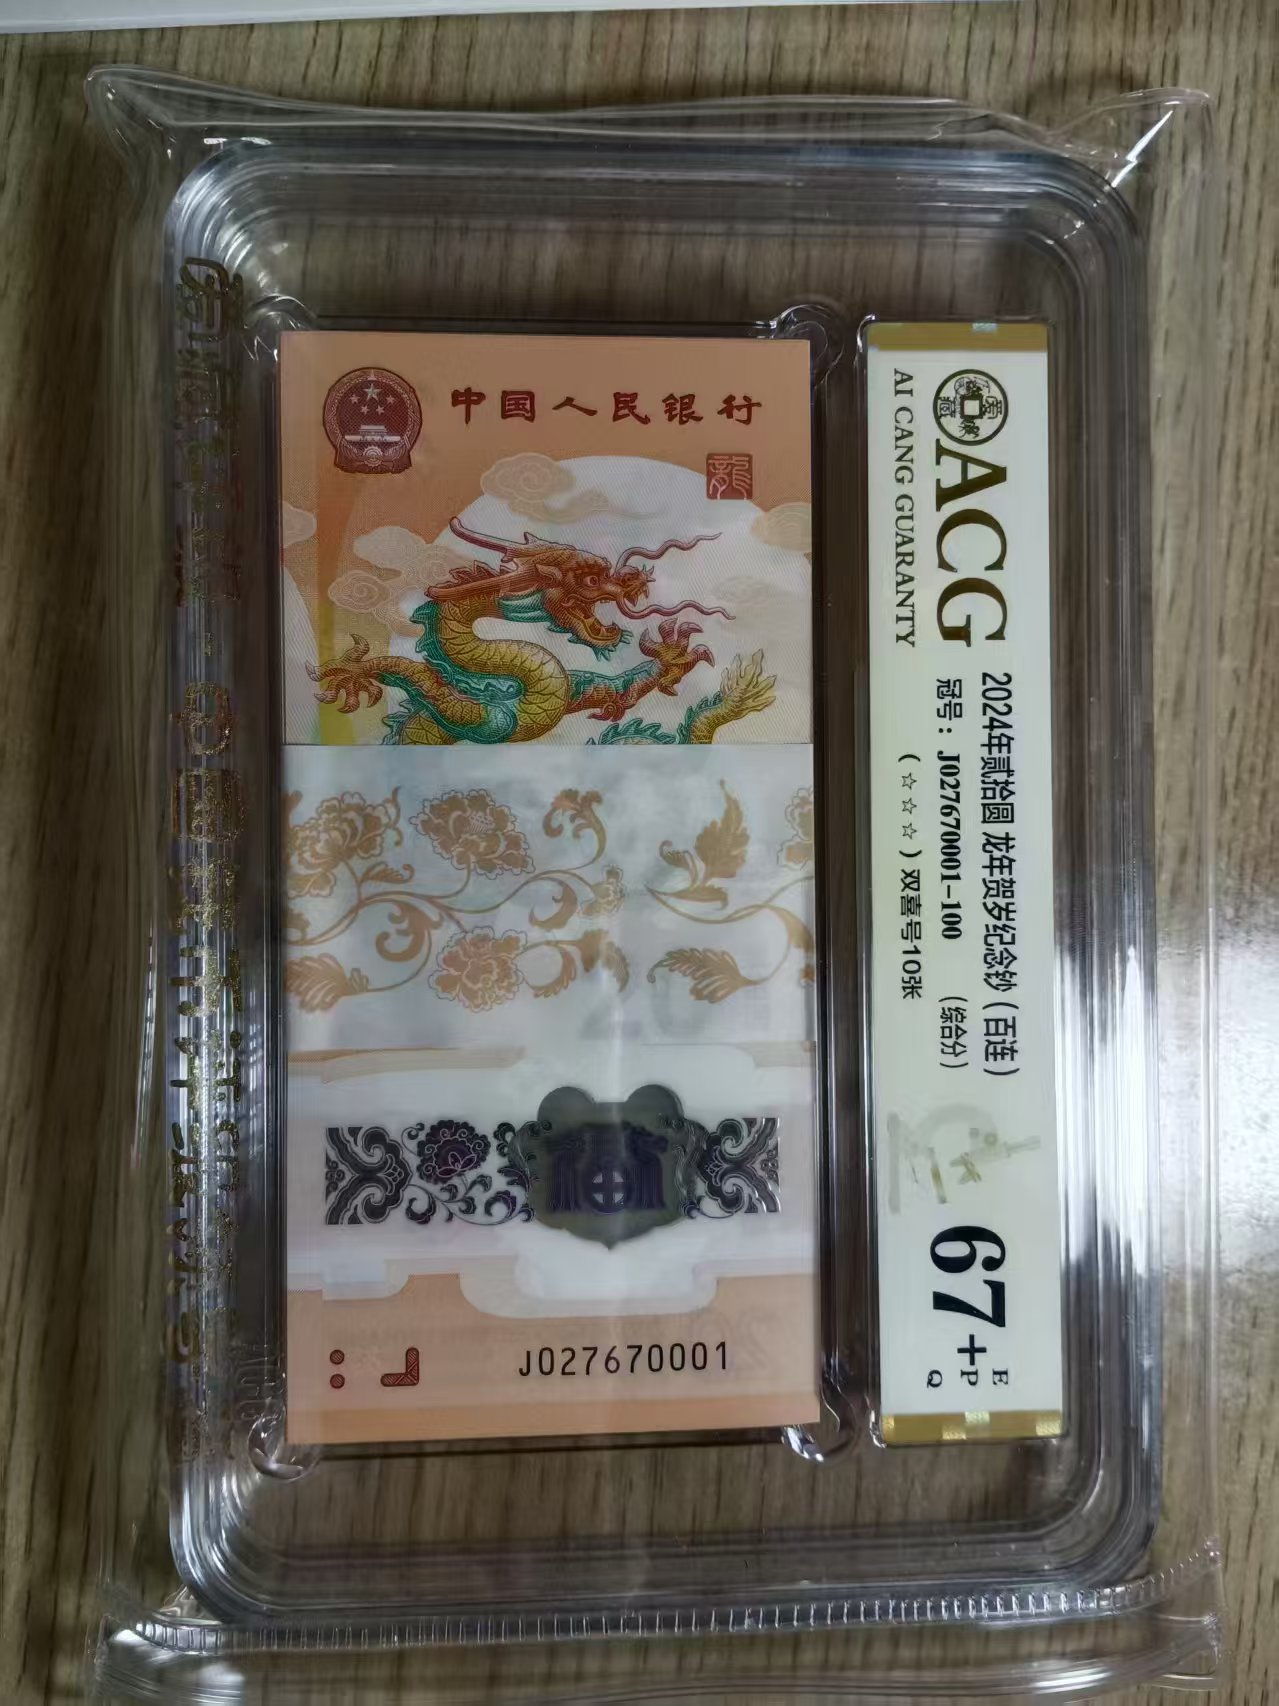 中国人民银行
龍
J027670001
ACG
AI CANG GUARANTY
2024年贰拾圆 龙年贺岁纪念钞（百连）
冠号：J027670001-100 （综合分）
（☆☆☆）双喜号10张
67+
E
P
Q